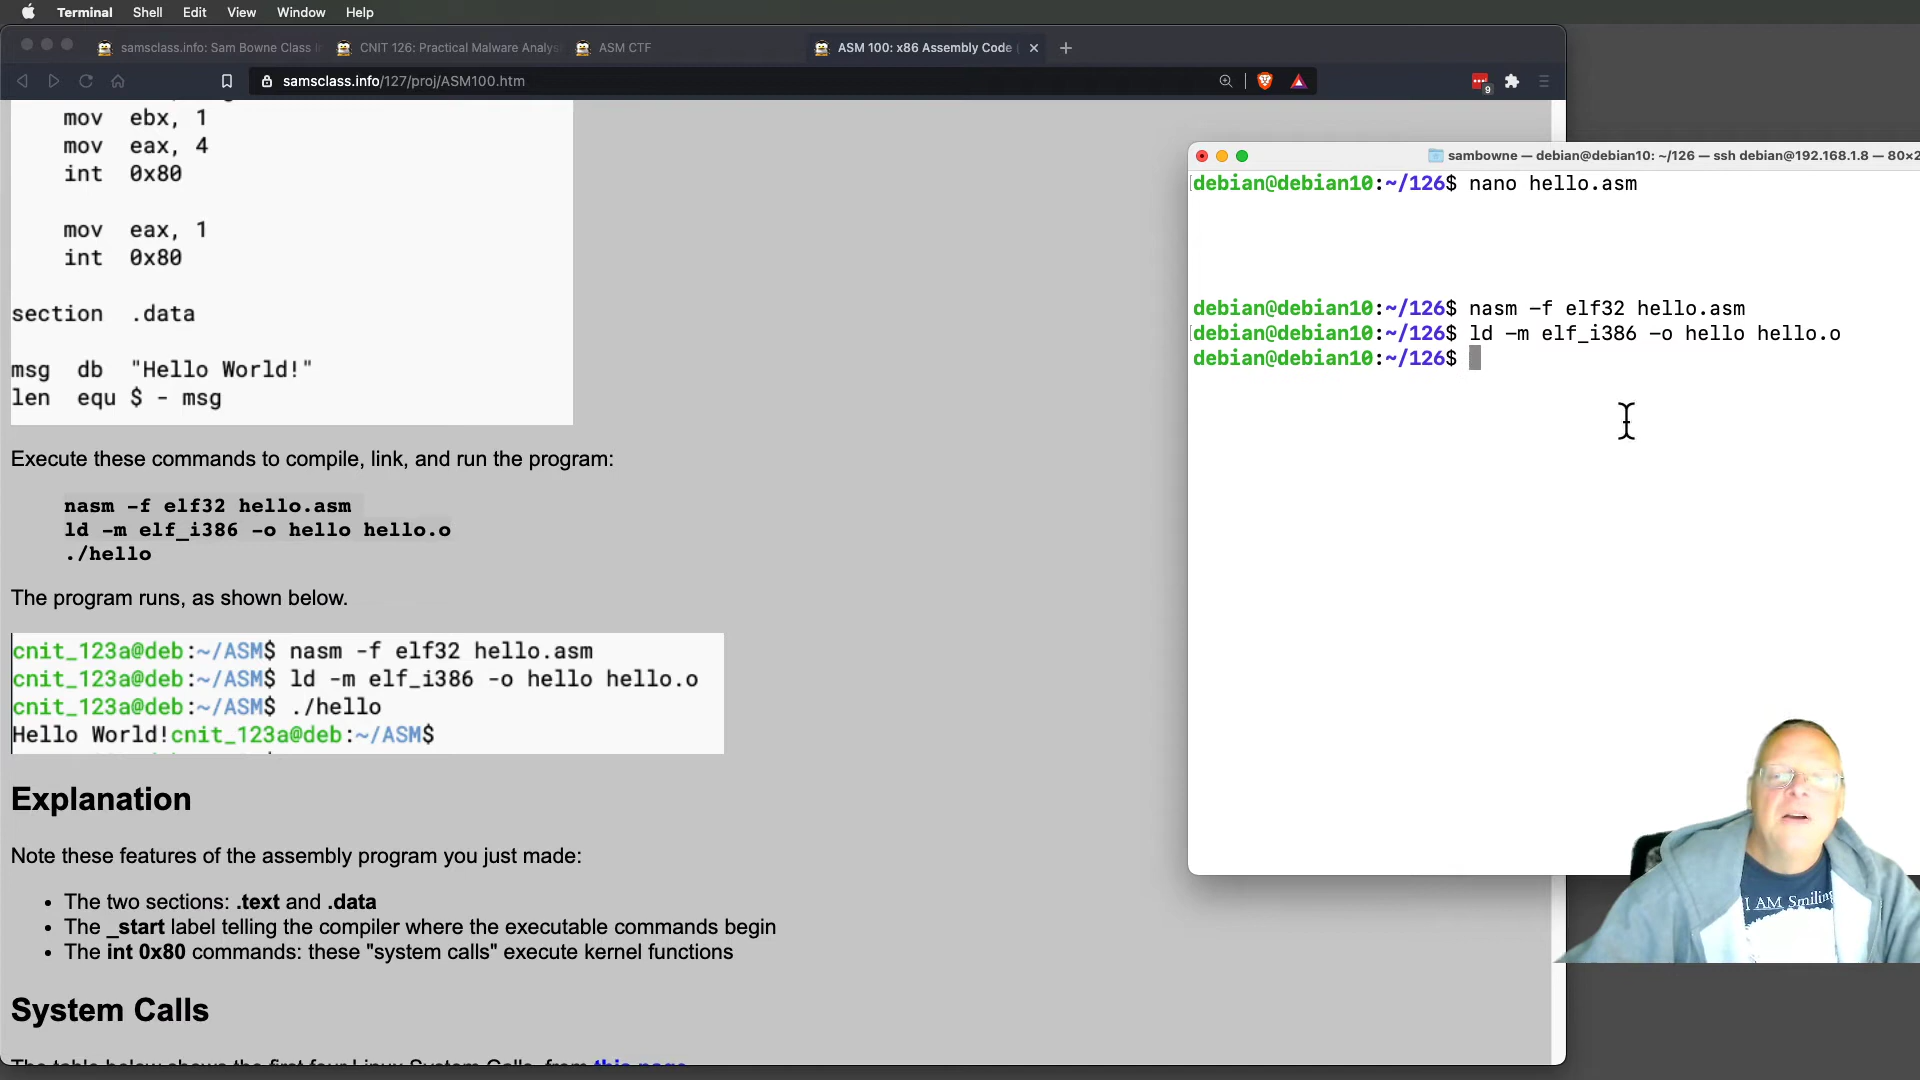 Terminal Shell Edit View Window Help
samsclass.info: Sam Bowne Class
CNIT 126: Practical Malware Analys
ASM CTF
ASM 100: x86 Assembly Code
samsclass.info/127/proj/ASM100.htm
9
mov ebx, 1
mov eax, 4
int 0x80
mov eax, 1
int 0x80
section .data
msg db "Hello World!"
len equ $ - msg
Execute these commands to compile, link, and run the program:
nasm -f elf32 hello.asm
ld -m elf_i386 -o hello hello.o
./hello
The program runs, as shown below.
cnit_123a@deb:~/ASM$ nasm -f elf32 hello.asm
cnit_123a@deb:~/ASM$ ld -m elf_i386 -o hello hello.o
cnit_123a@deb:~/ASM$ ./hello
Hello World!cnit_123a@deb:~/ASM$
Explanation
Note these features of the assembly program you just made:
• The two sections: .text and .data
• The _start label telling the compiler where the executable commands begin
• The int 0x80 commands: these "system calls" execute kernel functions
System Calls
The table below shows the first four Linux System Calls, from this page
sambowne — debian@debian10: ~/126 — ssh debian@192.168.1.8 — 80×2
debian@debian10:~/126$ nano hello.asm
debian@debian10:~/126$ nasm -f elf32 hello.asm
debian@debian10:~/126$ ld -m elf_i386 -o hello hello.o
debian@debian10:~/126$
I AM Smiling